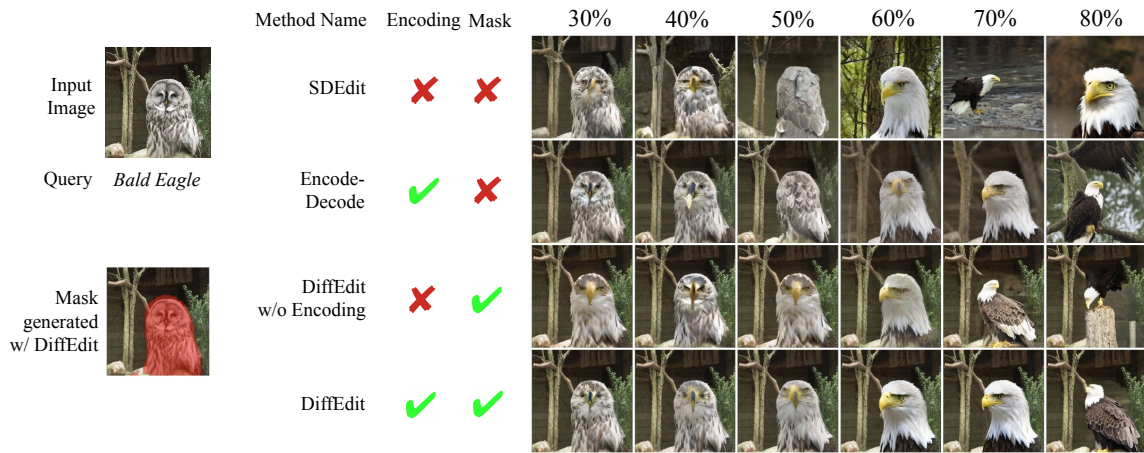 Method Name Encoding Mask 30% 40% 50% 60% 70% 80%
Input
Image
SDEdit
Query Bald Eagle
Encode-
Decode
Mask
generated
w/ DiffEdit
DiffEdit
w/o Encoding
DiffEdit